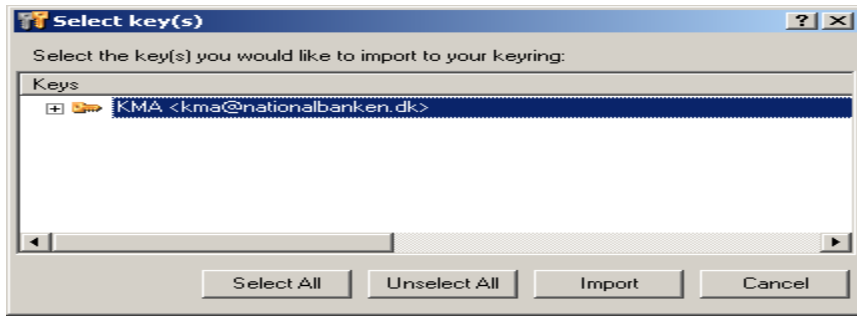 Select key(s)
Select the key(s) you would like to import to your keyring:
Keys
KMA <kma@nationalbanken.dk>
Select All Unselect All Import Cancel